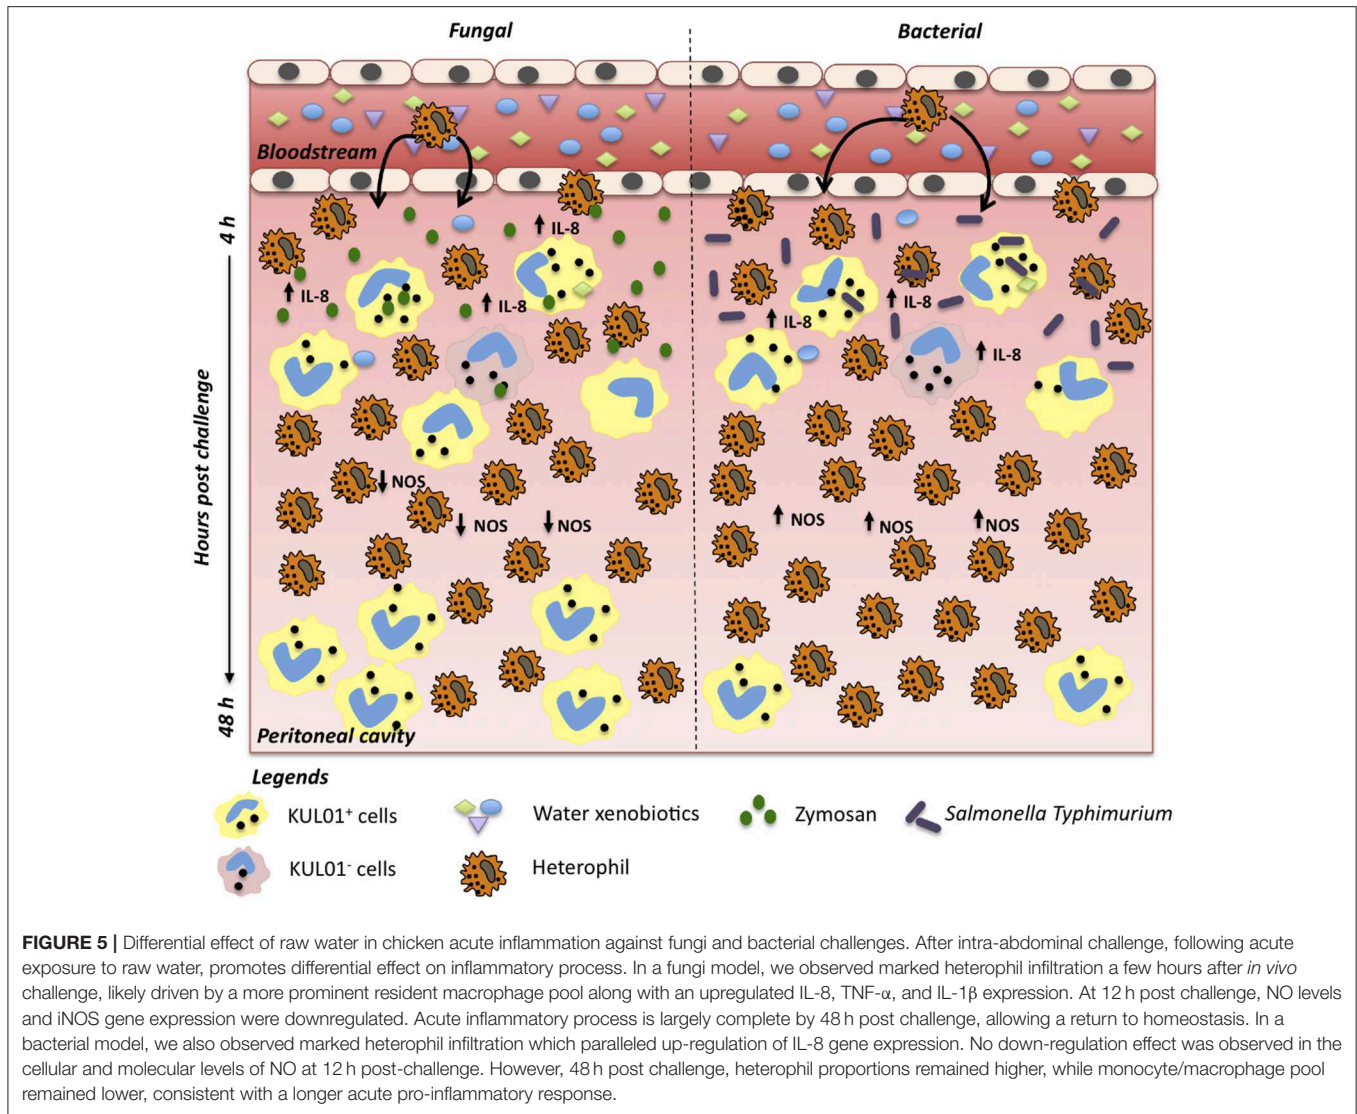 Fungal
Bacterial
Bloodstream
4 h
↑ IL-8
↑ IL-8
↑ IL-8
↑ IL-8
↑ IL-8
↑ IL-8
Hours post challenge
↓ NOS
↓ NOS
↓ NOS
↑ NOS
↑ NOS
↑ NOS
48 h
Peritoneal cavity
Legends
KUL01⁺ cells
Water xenobiotics
Zymosan
Salmonella Typhimurium
KUL01⁻ cells
Heterophil
FIGURE 5 | Differential effect of raw water in chicken acute inflammation against fungi and bacterial challenges. After intra-abdominal challenge, following acute
exposure to raw water, promotes differential effect on inflammatory process. In a fungi model, we observed marked heterophil infiltration a few hours after in vivo
challenge, likely driven by a more prominent resident macrophage pool along with an upregulated IL-8, TNF-α, and IL-1β expression. At 12 h post challenge, NO levels
and iNOS gene expression were downregulated. Acute inflammatory process is largely complete by 48 h post challenge, allowing a return to homeostasis. In a
bacterial model, we also observed marked heterophil infiltration which paralleled up-regulation of IL-8 gene expression. No down-regulation effect was observed in the
cellular and molecular levels of NO at 12 h post-challenge. However, 48 h post challenge, heterophil proportions remained higher, while monocyte/macrophage pool
remained lower, consistent with a longer acute pro-inflammatory response.